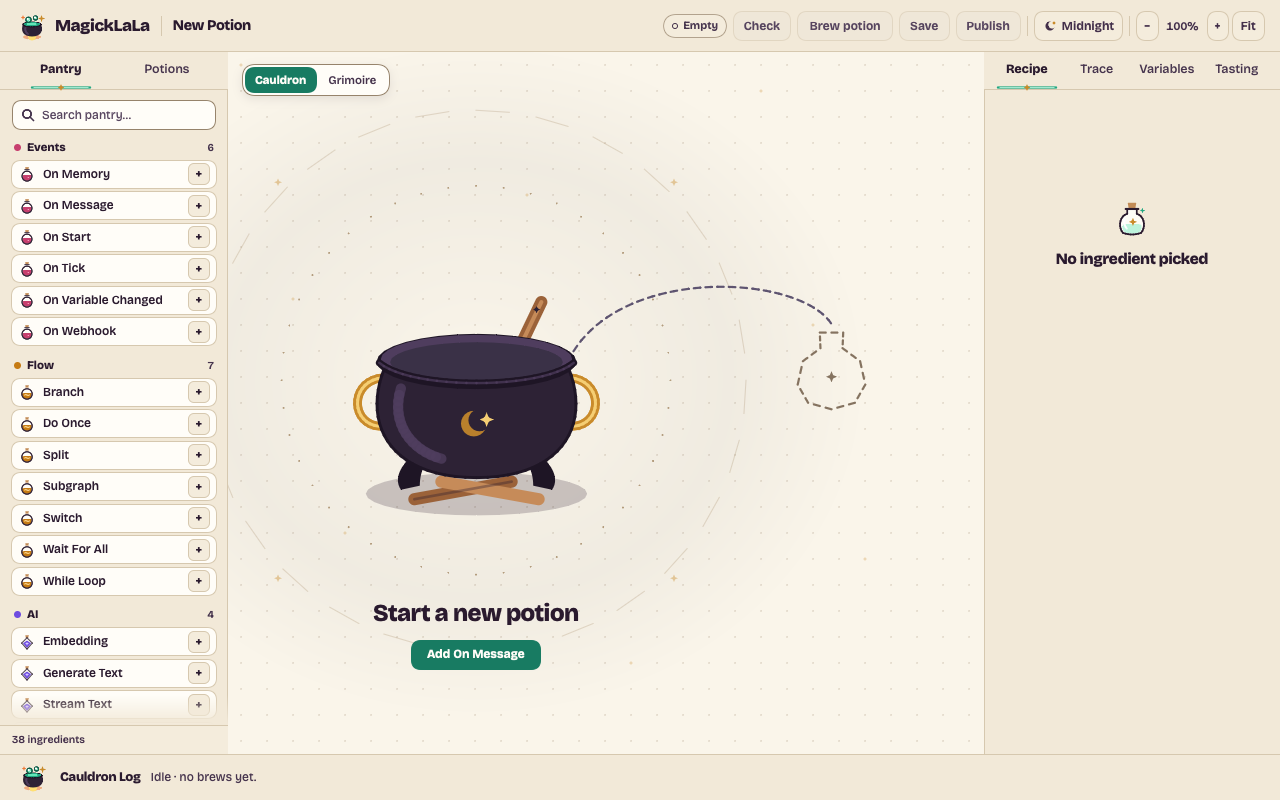 MagickLaLa
New Potion
Empty
Check
Brew potion
Save
Publish
Midnight
−
100%
+
Fit
Pantry
Potions
Search pantry...
Events
6
On Memory
+
On Message
+
On Start
+
On Tick
+
On Variable Changed
+
On Webhook
+
Flow
7
Branch
+
Do Once
+
Split
+
Subgraph
+
Switch
+
Wait For All
+
While Loop
+
AI
4
Embedding
+
Generate Text
+
Stream Text
+
38 ingredients
Cauldron
Grimoire
Start a new potion
Add On Message
Recipe
Trace
Variables
Tasting
No ingredient picked
Cauldron Log
Idle · no brews yet.